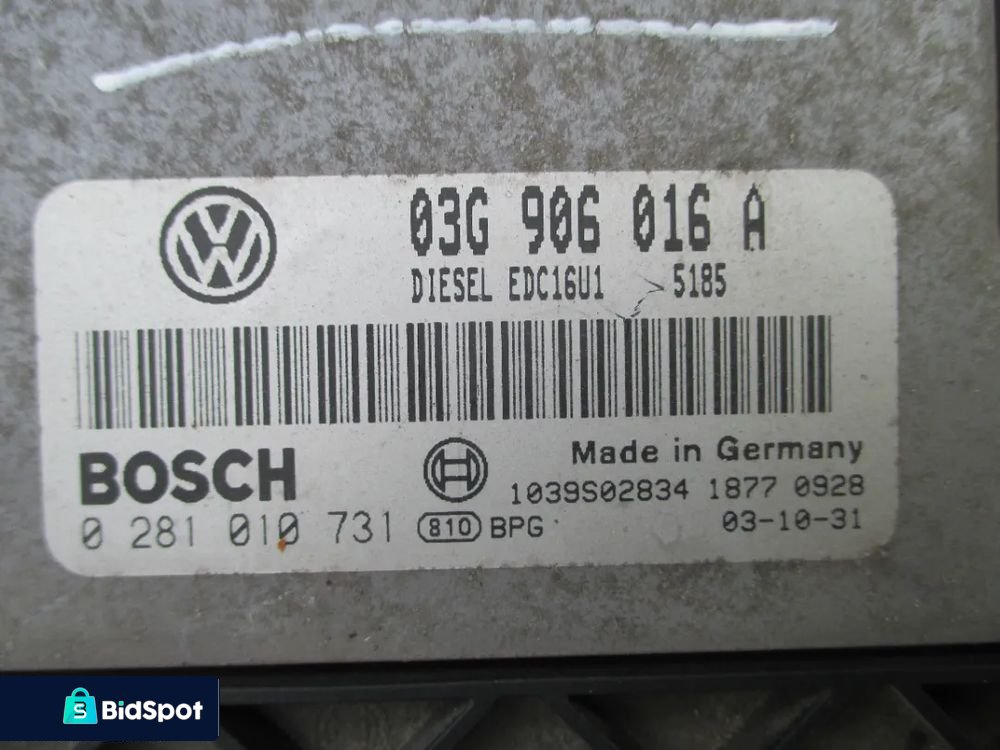 03G 906 016 A
DIESEL EDC16U1 5185
BOSCH
Made in Germany
1039S02834 1877 0928
0 281 010 731 810 BPG
03-10-31
BidSpot